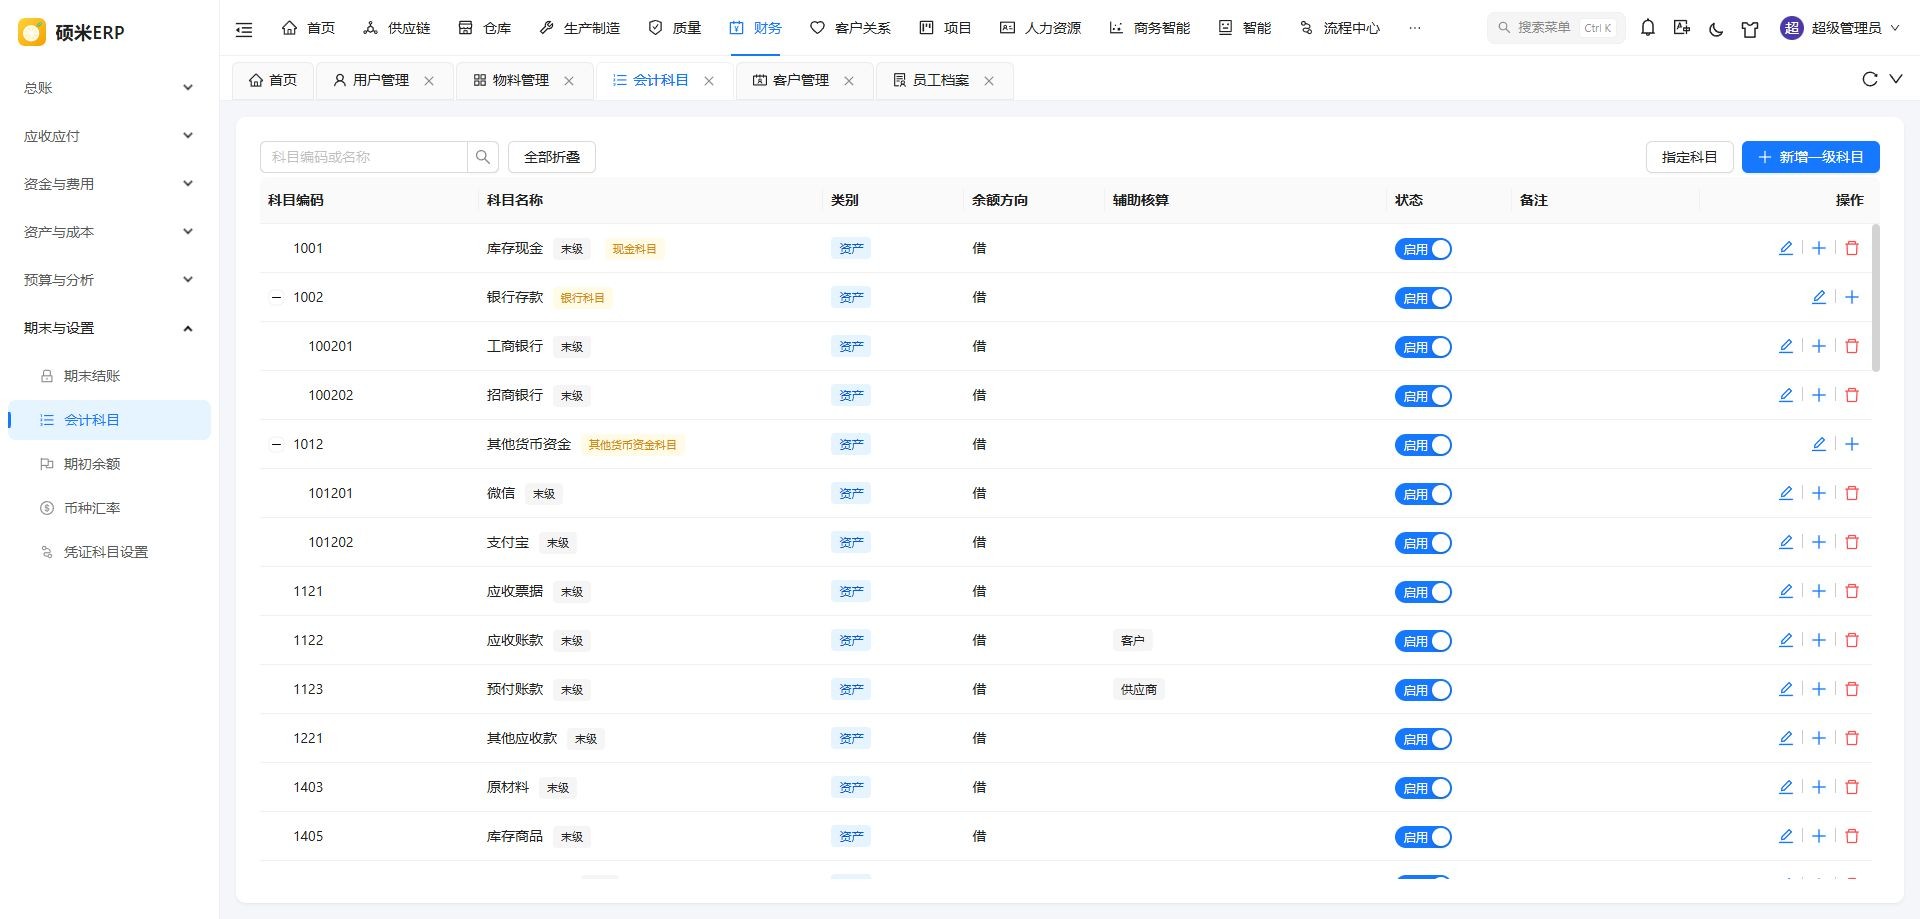 硕米ERP
首页 供应链 仓库 生产制造 质量 财务 客户关系 项目 人力资源 商务智能 智能 流程中心 ··· 搜索菜单 Ctrl K 超 超级管理员
首页 用户管理 物料管理 会计科目 客户管理 员工档案
总账
应收应付
资金与费用
资产与成本
预算与分析
期末与设置
期末结账
会计科目
期初余额
币种汇率
凭证科目设置
科目编码或名称 全部折叠 指定科目 新增一级科目
科目编码 科目名称 类别 余额方向 辅助核算 状态 备注 操作
1001 库存现金 末级 现金科目 资产 借 启用
1002 银行存款 银行科目 资产 借 启用
100201 工商银行 末级 资产 借 启用
100202 招商银行 末级 资产 借 启用
1012 其他货币资金 其他货币资金科目 资产 借 启用
101201 微信 末级 资产 借 启用
101202 支付宝 末级 资产 借 启用
1121 应收票据 末级 资产 借 启用
1122 应收账款 末级 资产 借 客户 启用
1123 预付账款 末级 资产 借 供应商 启用
1221 其他应收款 末级 资产 借 启用
1403 原材料 末级 资产 借 启用
1405 库存商品 末级 资产 借 启用